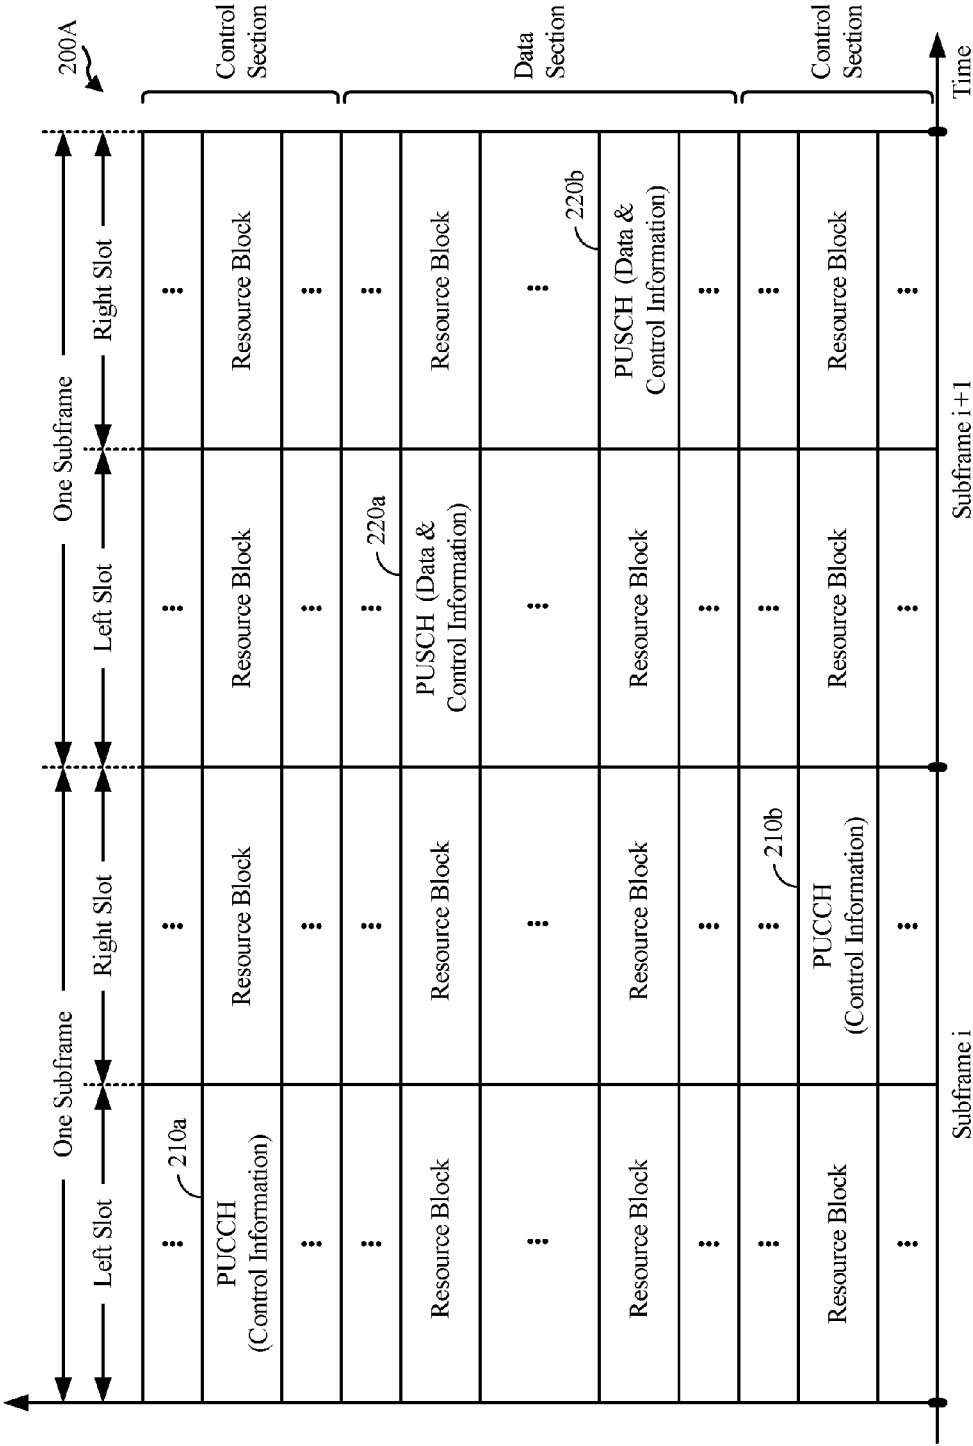 200A
One Subframe
One Subframe
Left Slot
Right Slot
Left Slot
Right Slot
210a
PUCCH
(Control Information)
Resource Block
Resource Block
Resource Block
Control
Section
220a
Resource Block
Resource Block
PUSCH (Data &
Control Information)
Resource Block
Data
Section
220b
Resource Block
Resource Block
Resource Block
PUSCH (Data &
Control Information)
210b
Resource Block
PUCCH
(Control Information)
Resource Block
Resource Block
Control
Section
Subframe i
Subframe i+1
Time